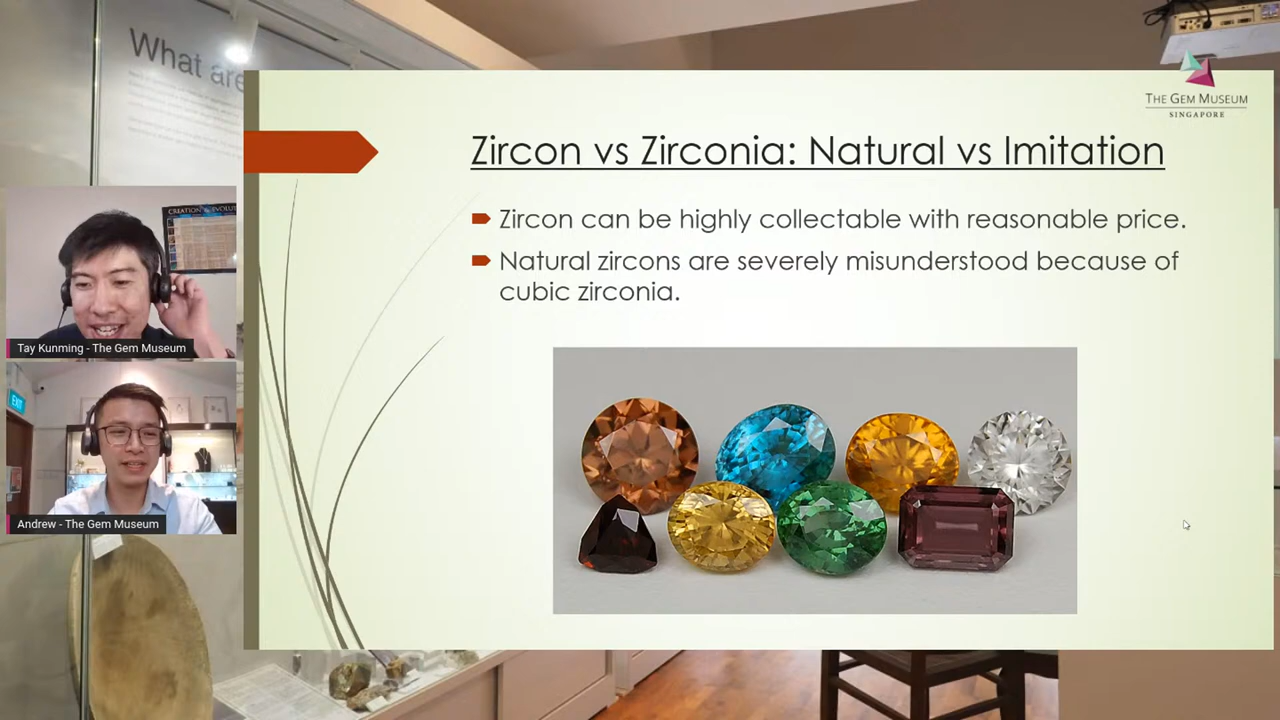 What are
THE GEM MUSEUM
SINGAPORE
Zircon vs Zirconia: Natural vs Imitation
Zircon can be highly collectable with reasonable price.
Natural zircons are severely misunderstood because of
cubic zirconia.
CREATION
Tay Kunming - The Gem Museum
EXIT
Andrew - The Gem Museum